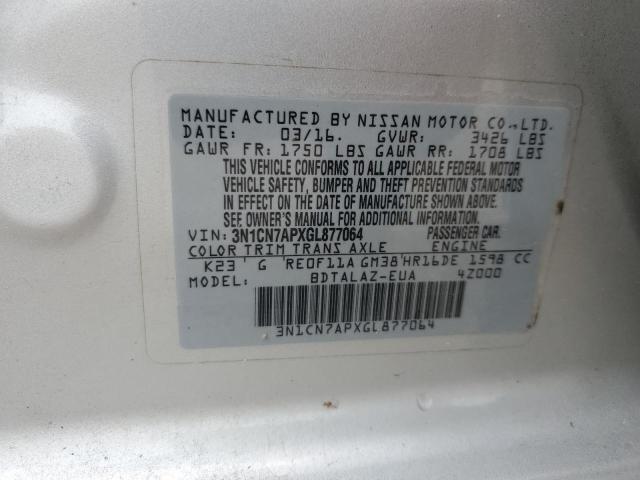 MANUFACTURED BY NISSAN MOTOR CO.,LTD.
DATE: 03/16. GVWR: 3426 LBS
GAWR FR: 1750 LBS GAWR RR: 1708 LBS
THIS VEHICLE CONFORMS TO ALL APPLICABLE FEDERAL MOTOR
VEHICLE SAFETY, BUMPER AND THEFT PREVENTION STANDARDS
IN EFFECT ON THE DATE OF MANUFACTURE SHOWN ABOVE.
SEE OWNER'S MANUAL FOR ADDITIONAL INFORMATION.
VIN: 3N1CN7APXGL877064 PASSENGER CAR.
COLOR TRIM TRANS AXLE ENGINE
K23 G RE0F11A GM38 HR16DE 1598 CC
MODEL: BDTALAZ-EUA 4Z000
3N1CN7APXGL877064